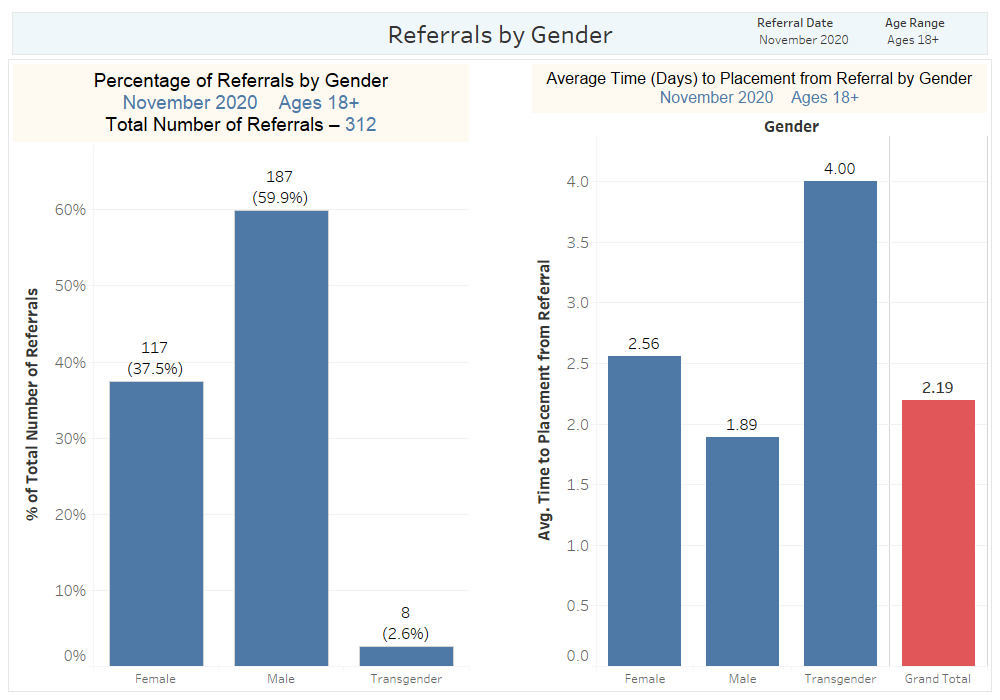 Referrals by Gender
Referral Date
November 2020
Age Range
Ages 18+
Percentage of Referrals by Gender
November 2020 Ages 18+
Total Number of Referrals – 312
% of Total Number of Referrals
60%
50%
40%
30%
20%
10%
0%
117
(37.5%)
187
(59.9%)
8
(2.6%)
Female
Male
Transgender
Average Time (Days) to Placement from Referral by Gender
November 2020 Ages 18+
Gender
Avg. Time to Placement from Referral
4.0
3.5
3.0
2.5
2.0
1.5
1.0
0.5
0.0
2.56
1.89
4.00
2.19
Female
Male
Transgender
Grand Total